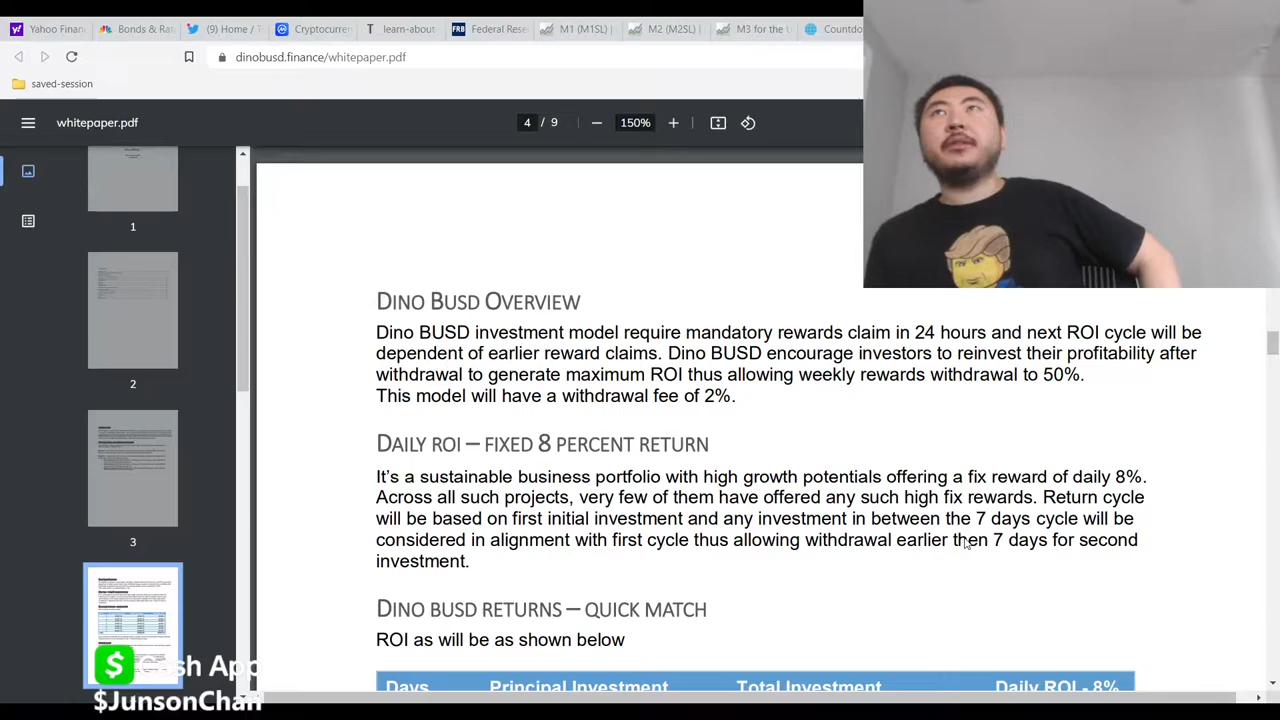 Yahoo Financ
Bonds & Rat
(9) Home / T
Cryptocurren
learn-about
FRB
Federal Rese
M1 (M1SL) |
M2 (M2SL) |
M3 for the U
Countdo
dinobusd.finance/whitepaper.pdf
saved-session
whitepaper.pdf
4 / 9
150%
1
2
3
DINO BUSD OVERVIEW
Dino BUSD investment model require mandatory rewards claim in 24 hours and next ROI cycle will be
dependent of earlier reward claims. Dino BUSD encourage investors to reinvest their profitability after
withdrawal to generate maximum ROI thus allowing weekly rewards withdrawal to 50%.
This model will have a withdrawal fee of 2%.
DAILY ROI – FIXED 8 PERCENT RETURN
It's a sustainable business portfolio with high growth potentials offering a fix reward of daily 8%.
Across all such projects, very few of them have offered any such high fix rewards. Return cycle
will be based on first initial investment and any investment in between the 7 days cycle will be
considered in alignment with first cycle thus allowing withdrawal earlier then 7 days for second
investment.
DINO BUSD RETURNS – QUICK MATCH
ROI as will be as shown below
Days Principal Investment Total Investment Daily ROI - 8%
$ Cash App
$JunsonChan